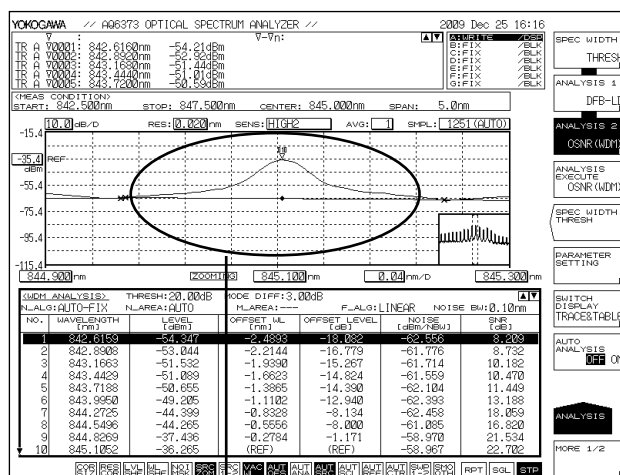 YOKOGAWA // AQ6373 OPTICAL SPECTRUM ANALYZER // 2009 Dec 25 16:16
∇ : ∇-∇n:
TR A ∇0001: 842.6160nm -54.21dBm
TR A ∇0002: 842.8920nm -52.92dBm
TR A ∇0003: 843.1680nm -51.44dBm
TR A ∇0004: 843.4440nm -51.01dBm
TR A ∇0005: 843.7200nm -50.59dBm
A:WRITE /DSP
B:FIX /BLK
C:FIX /BLK
D:FIX /BLK
E:FIX /BLK
F:FIX /BLK
G:FIX /BLK
<MEAS CONDITION>
START: 842.500nm STOP: 847.500nm CENTER: 845.000nm SPAN: 5.0nm
10.0 dB/D RES: 0.020 nm SENS: HIGH2 AVG: 1 SMPL: 1251 (AUTO)
-15.4
-35.4 REF
dBm
-55.4
-75.4
-95.4
-115.4
844.900 nm ZOOMING 845.100 nm 0.04 nm/D 845.300 nm
<WDM ANALYSIS> THRESH:20.00dB MODE DIFF:3.00dB
N_ALG:AUTO-FIX N_AREA:AUTO M_AREA:--- F_ALG:LINEAR NOISE BW:0.10nm
NO. WAVELENGTH LEVEL OFFSET WL OFFSET LEVEL NOISE SNR
[nm] [dBm] [nm] [dB] [dBm/NBW] [dB]
1 842.6159 -54.347 -2.4893 -18.082 -62.556 8.209
2 842.8908 -53.044 -2.2144 -16.779 -61.776 8.732
3 843.1663 -51.532 -1.9390 -15.267 -61.714 10.182
4 843.4429 -51.089 -1.6623 -14.824 -61.559 10.470
5 843.7188 -50.655 -1.3865 -14.390 -62.104 11.449
6 843.9950 -49.205 -1.1102 -12.940 -62.393 13.188
7 844.2725 -44.399 -0.8328 -8.134 -62.458 18.059
8 844.5496 -44.265 -0.5556 -8.000 -61.085 16.820
9 844.8269 -37.436 -0.2784 -1.171 -58.970 21.534
10 845.1052 -36.265 (REF) (REF) -58.967 22.702
RPT SGL STP
SPEC WIDTH
THRESH
ANALYSIS 1
DFB-L
ANALYSIS 2
OSNR(WDM)
ANALYSIS
EXECUTE
OSNR(WDM)
SPEC WIDTH
THRESH
PARAMETER
SETTING
SWITCH
DISPLAY
TRACE&TABLE
AUTO
ANALYSIS
OFF ON
ANALYSIS
MORE 1/2